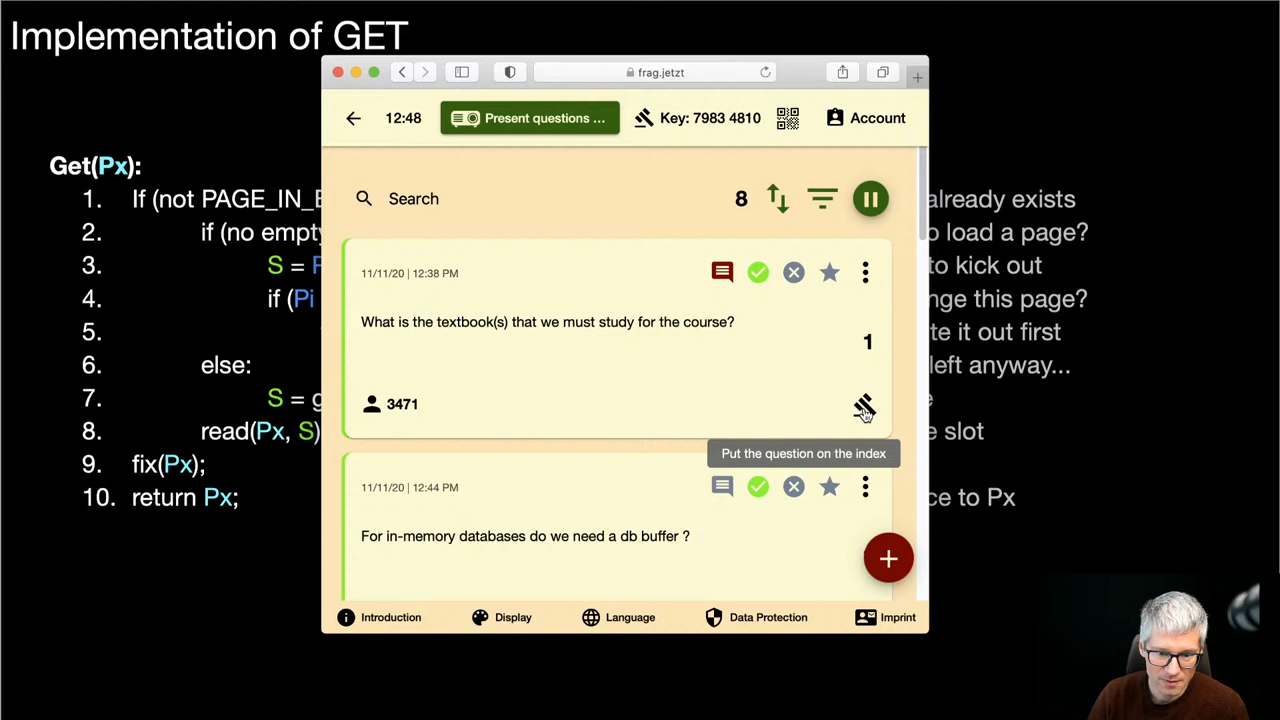 Implementation of GET
frag.jetzt
12:48
Present questions ...
Key: 7983 4810
Account
Get(Px):
Search
8
1. If (not PAGE_IN_
already exists
2. if (no empty
load a page?
11/11/20 | 12:38 PM
3. S =
to kick out
4. if (Pi
this page?
What is the textbook(s) that we must study for the course?
5.
it out first
1
6. else:
left anyway...
7. S =
3471
8. read(Px, S)
slot
Put the question on the index
9. fix(Px);
11/11/20 | 12:44 PM
10. return Px;
to Px
For in-memory databases do we need a db buffer ?
Introduction
Display
Language
Data Protection
Imprint